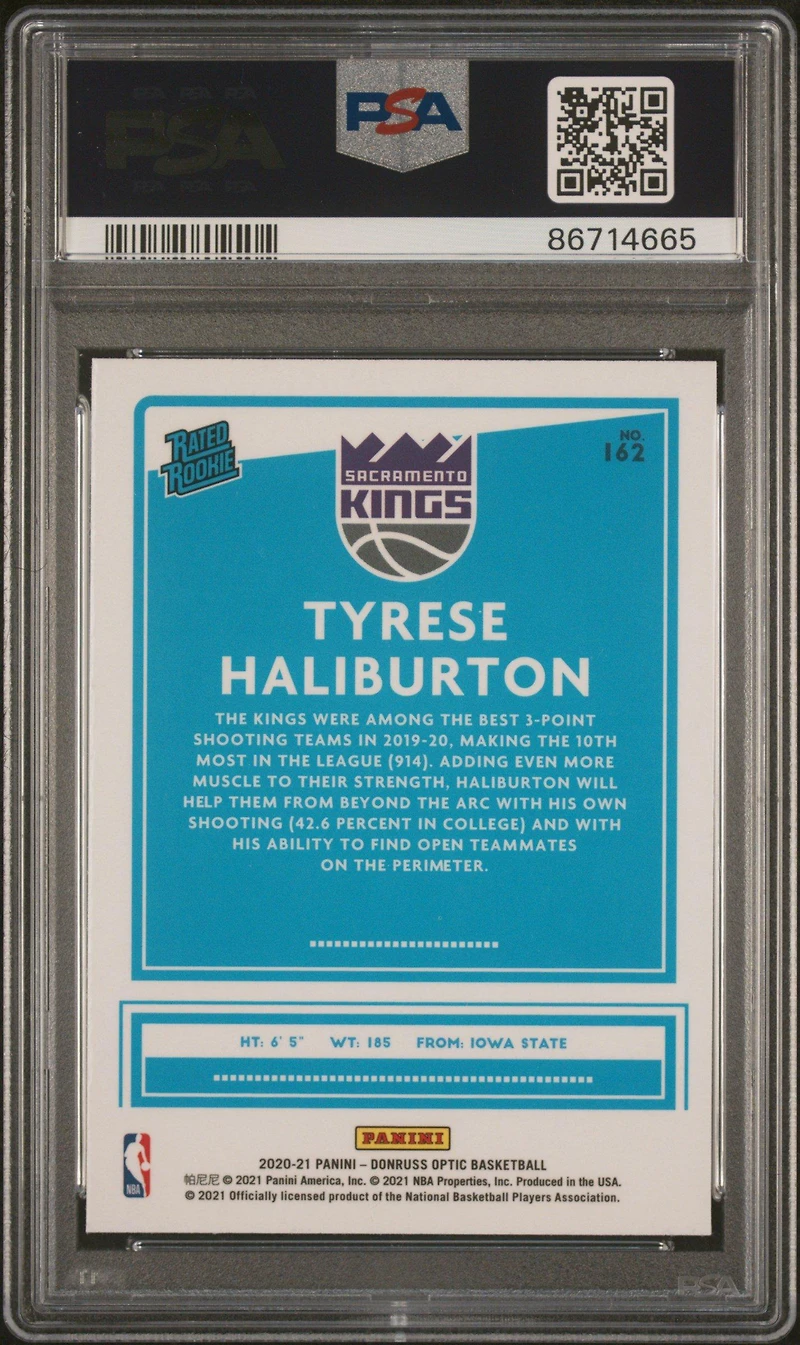 PSA
PSA
86714665
RATED
ROOKIE
NO.
162
SACRAMENTO
KINGS
TYRESE
HALIBURTON
THE KINGS WERE AMONG THE BEST 3-POINT
SHOOTING TEAMS IN 2019-20, MAKING THE 10TH
MOST IN THE LEAGUE (914). ADDING EVEN MORE
MUSCLE TO THEIR STRENGTH, HALIBURTON WILL
HELP THEM FROM BEYOND THE ARC WITH HIS OWN
SHOOTING (42.6 PERCENT IN COLLEGE) AND WITH
HIS ABILITY TO FIND OPEN TEAMMATES
ON THE PERIMETER.
HT: 6' 5" WT: 185 FROM: IOWA STATE
PANINI
NBA
2020-21 PANINI – DONRUSS OPTIC BASKETBALL
帕尼尼 © 2021 Panini America, Inc. © 2021 NBA Properties, Inc. Produced in the USA.
© 2021 Officially licensed product of the National Basketball Players Association.
PSA